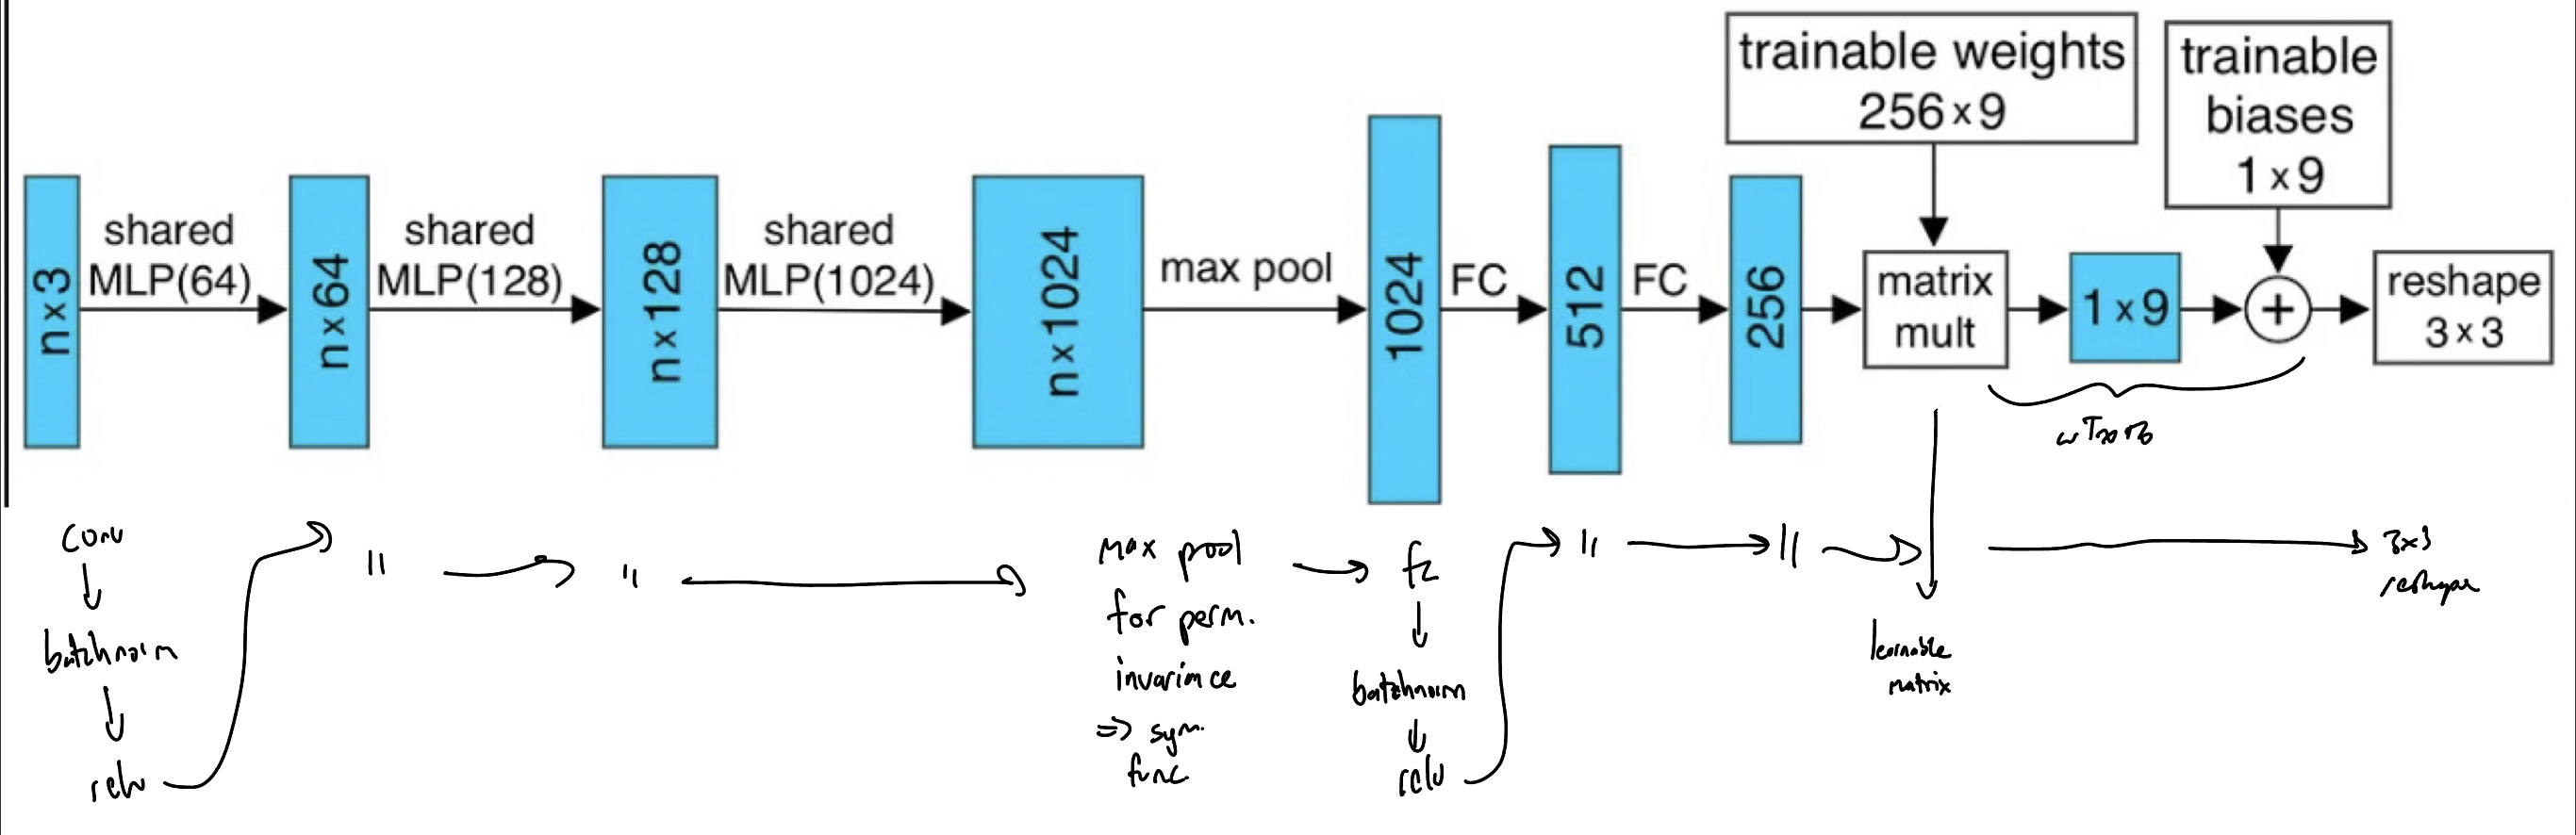 trainable weights
256×9
trainable
biases
1×9
n×3
shared
MLP(64)
n×64
shared
MLP(128)
n×128
shared
MLP(1024)
n×1024
max pool
1024
FC
512
FC
256
matrix
mult
1×9
+
reshape
3×3
conv
↓
batchnorm
↓
relu
"
"
max pool
for perm.
invariance
⇒ sym.
func.
↓
batchnorm
↓
relu
"
"
learnable
matrix
3x3
reshape